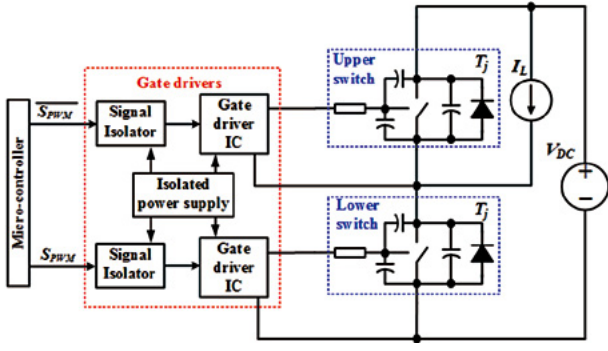 Micro-controller
S̅P̅W̅M̅
SPWM
Gate drivers
Signal
Isolator
Gate
driver
IC
Isolated
power supply
Signal
Isolator
Gate
driver
IC
Upper
switch
Tj
Lower
switch
Tj
IL
VDC
+
−